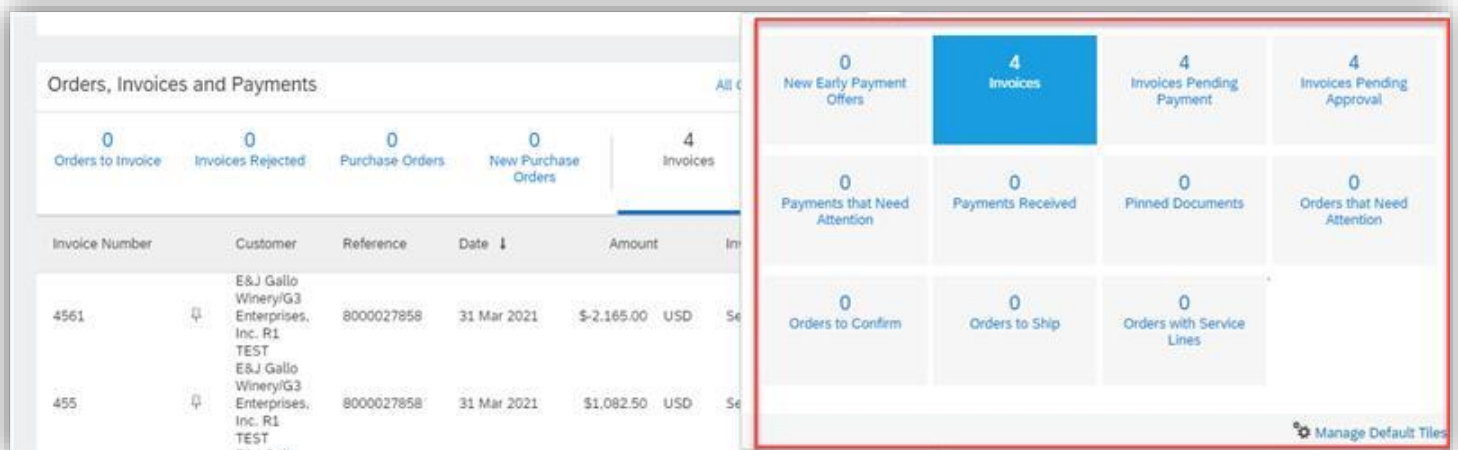 Orders, Invoices and Payments
All
0
Orders to Invoice
0
Invoices Rejected
0
Purchase Orders
0
New Purchase
Orders
4
Invoices
Invoice Number Customer Reference Date ↓ Amount
4561
E&J Gallo
Winery/G3
Enterprises,
Inc. R1
TEST
8000027858 31 Mar 2021 $-2,165.00 USD
455
E&J Gallo
Winery/G3
Enterprises,
Inc. R1
TEST
8000027858 31 Mar 2021 $1,082.50 USD
0
New Early Payment
Offers
4
Invoices
4
Invoices Pending
Payment
4
Invoices Pending
Approval
0
Payments that Need
Attention
0
Payments Received
0
Pinned Documents
0
Orders that Need
Attention
0
Orders to Confirm
0
Orders to Ship
0
Orders with Service
Lines
Manage Default Tiles